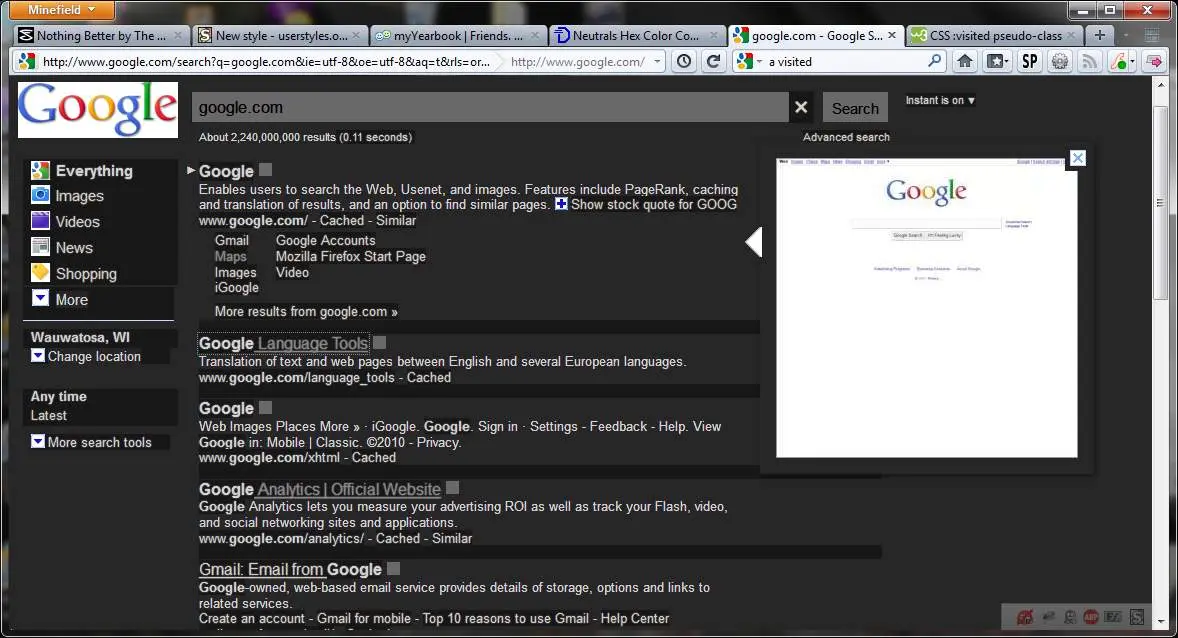 Minefield
Nothing Better by The ...
New style - userstyles.o...
myYearbook | Friends. ...
Neutrals Hex Color Co...
google.com - Google S...
CSS :visited pseudo-class
http://www.google.com/search?q=google.com&ie=utf-8&oe=utf-8&aq=t&rls=or...
http://www.google.com/
a visited
SP
Google
google.com
Search
Instant is on ▼
About 2,240,000,000 results (0.11 seconds)
Advanced search
Everything
Images
Videos
News
Shopping
More
Wauwatosa, WI
Change location
Any time
Latest
More search tools
Google
Enables users to search the Web, Usenet, and images. Features include PageRank, caching
and translation of results, and an option to find similar pages. Show stock quote for GOOG
www.google.com/ - Cached - Similar
Gmail Google Accounts
Maps Mozilla Firefox Start Page
Images Video
iGoogle
More results from google.com »
Google Language Tools
Translation of text and web pages between English and several European languages.
www.google.com/language_tools - Cached
Google
Web Images Places More » · iGoogle. Google. Sign in · Settings - Feedback - Help. View
Google in: Mobile | Classic. ©2010 - Privacy.
www.google.com/xhtml - Cached
Google Analytics | Official Website
Google Analytics lets you measure your advertising ROI as well as track your Flash, video,
and social networking sites and applications.
www.google.com/analytics/ - Cached - Similar
Gmail: Email from Google
Google-owned, web-based email service provides details of storage, options and links to
related services.
Create an account - Gmail for mobile - Top 10 reasons to use Gmail - Help Center
Google
Google Search I'm Feeling Lucky
ABP